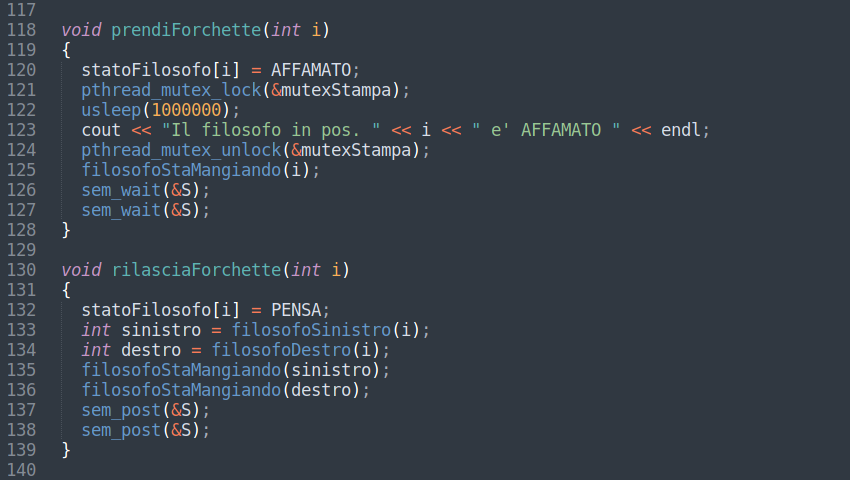 117
118 void prendiForchette(int i)
119 {
120 statoFilosofo[i] = AFFAMATO;
121 pthread_mutex_lock(&mutexStampa);
122 usleep(1000000);
123 cout << "Il filosofo in pos. " << i << " e' AFFAMATO " << endl;
124 pthread_mutex_unlock(&mutexStampa);
125 filosofoStaMangiando(i);
126 sem_wait(&S);
127 sem_wait(&S);
128 }
129
130 void rilasciaForchette(int i)
131 {
132 statoFilosofo[i] = PENSA;
133 int sinistro = filosofoSinistro(i);
134 int destro = filosofoDestro(i);
135 filosofoStaMangiando(sinistro);
136 filosofoStaMangiando(destro);
137 sem_post(&S);
138 sem_post(&S);
139 }
140